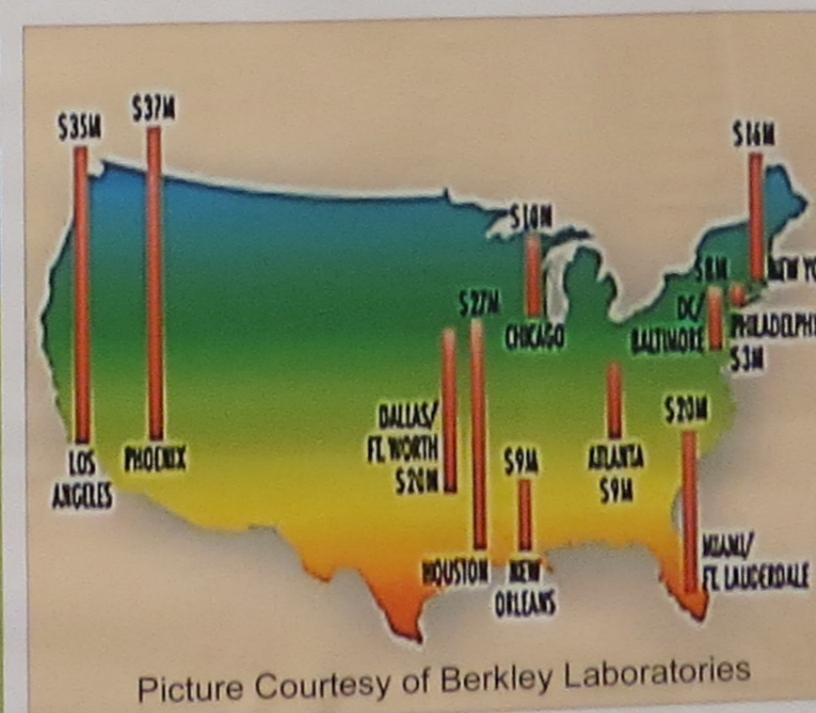 $35M
$37M
$16M
$10M
$27M
$8M
NEW YO
DC/
BALTIMORE
CHICAGO
PHILADELPHI
$3M
DALLAS/
FT. WORTH
$20M
$20M
LOS
ANGELES
PHOENIX
$9M
ATLANTA
$9M
HOUSTON
NEW
ORLEANS
MIAMI/
FT. LAUDERDALE
Picture Courtesy of Berkley Laboratories